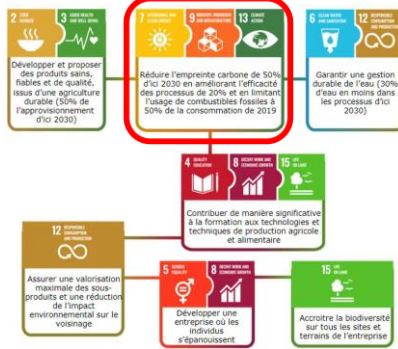 2 ZERO HUNGER
3 GOOD HEALTH AND WELL-BEING
Développer et proposer
des produits sains,
fiables et de qualité,
issus d'une agriculture
durable (50% de
l'approvisionnement
d'ici 2030)
7 AFFORDABLE AND CLEAN ENERGY
9 INDUSTRY, INNOVATION AND INFRASTRUCTURE
13 CLIMATE ACTION
Réduire l'empreinte carbone de 50%
d'ici 2030 en améliorant l'efficacité
des processus de 20% et en limitant
l'usage de combustibles fossiles à
50% de la consommation de 2019
6 CLEAN WATER AND SANITATION
12 RESPONSIBLE CONSUMPTION AND PRODUCTION
Garantir une gestion
durable de l'eau (30%
d'eau en moins dans
les processus d'ici
2030)
4 QUALITY EDUCATION
8 DECENT WORK AND ECONOMIC GROWTH
15 LIFE ON LAND
Contribuer de manière significative
à la formation aux technologies et
techniques de production agricole
et alimentaire
12 RESPONSIBLE CONSUMPTION AND PRODUCTION
Assurer une valorisation
maximale des sous-
produits et une réduction
de l'impact
environnemental sur le
voisinage
5 GENDER EQUALITY
8 DECENT WORK AND ECONOMIC GROWTH
Développer une
entreprise où les
individus
s'épanouissent
15 LIFE ON LAND
Accroitre la biodiversité
sur tous les sites et
terrains de l'entreprise